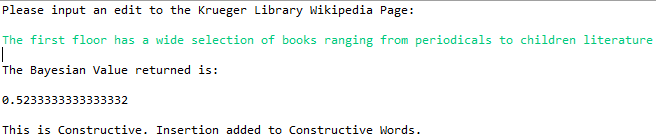 Please input an edit to the Krueger Library Wikipedia Page:
The first floor has a wide selection of books ranging from periodicals to children literature
The Bayesian Value returned is:
0.5233333333333332
This is Constructive. Insertion added to Constructive Words.